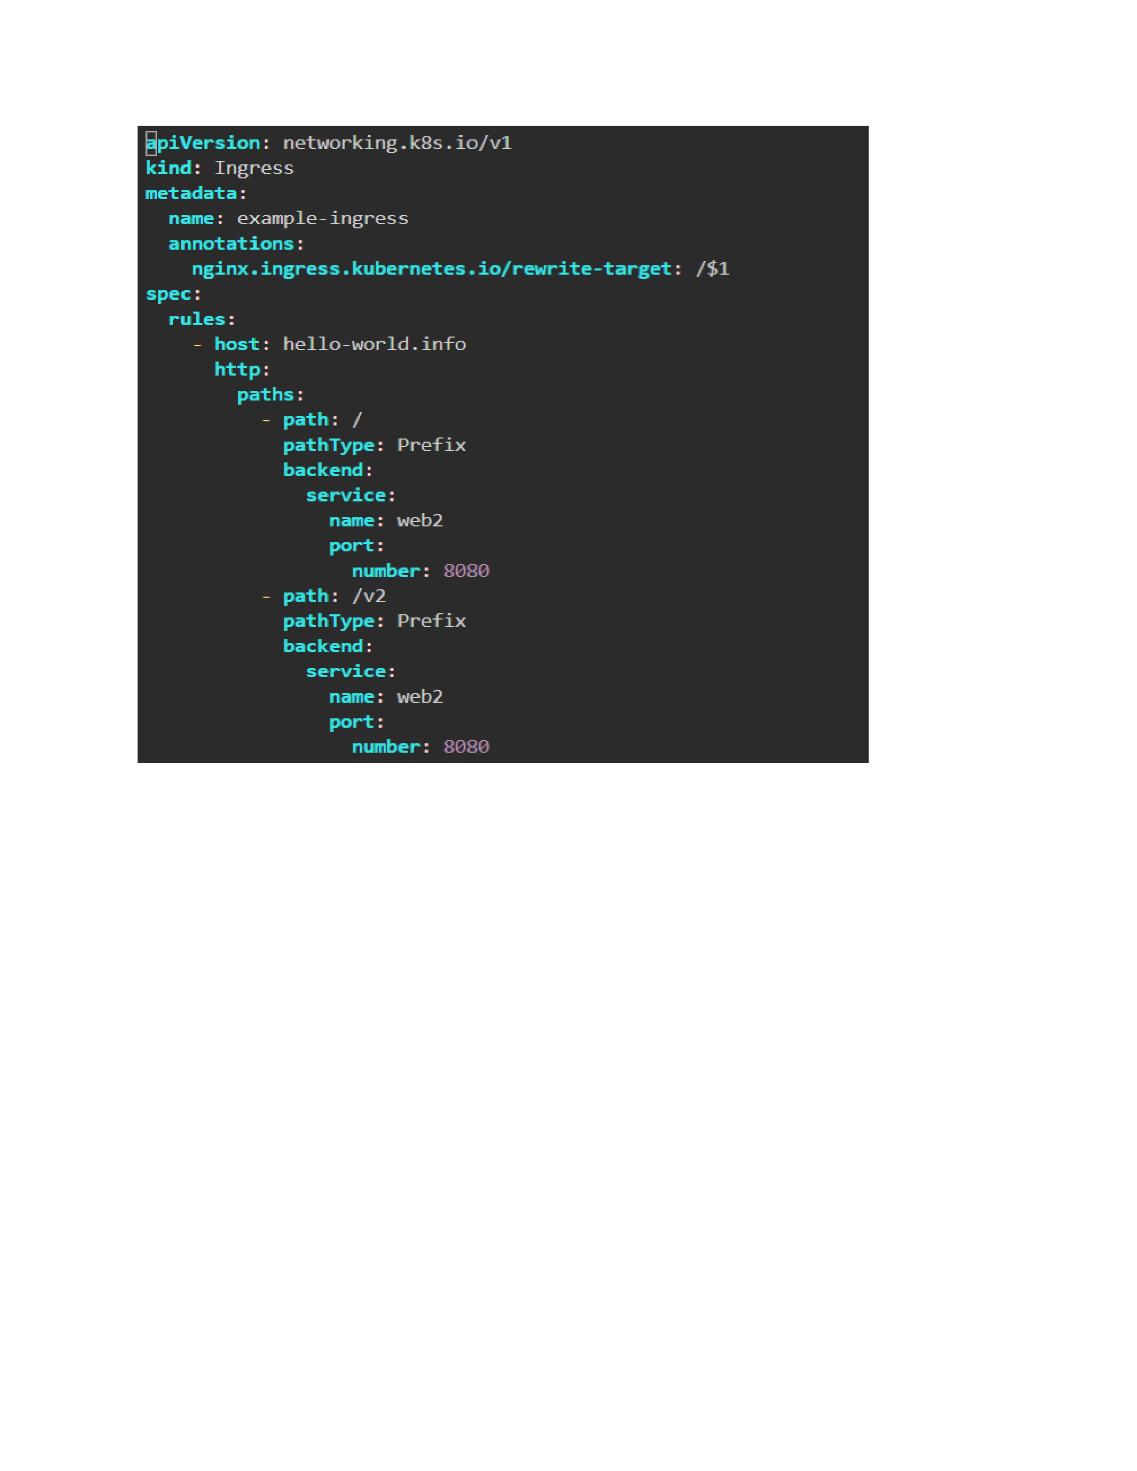 apiVersion: networking.k8s.io/v1
kind: Ingress
metadata:
  name: example-ingress
  annotations:
    nginx.ingress.kubernetes.io/rewrite-target: /$1
spec:
  rules:
    - host: hello-world.info
      http:
        paths:
          - path: /
            pathType: Prefix
            backend:
              service:
                name: web2
                port:
                  number: 8080
          - path: /v2
            pathType: Prefix
            backend:
              service:
                name: web2
                port:
                  number: 8080